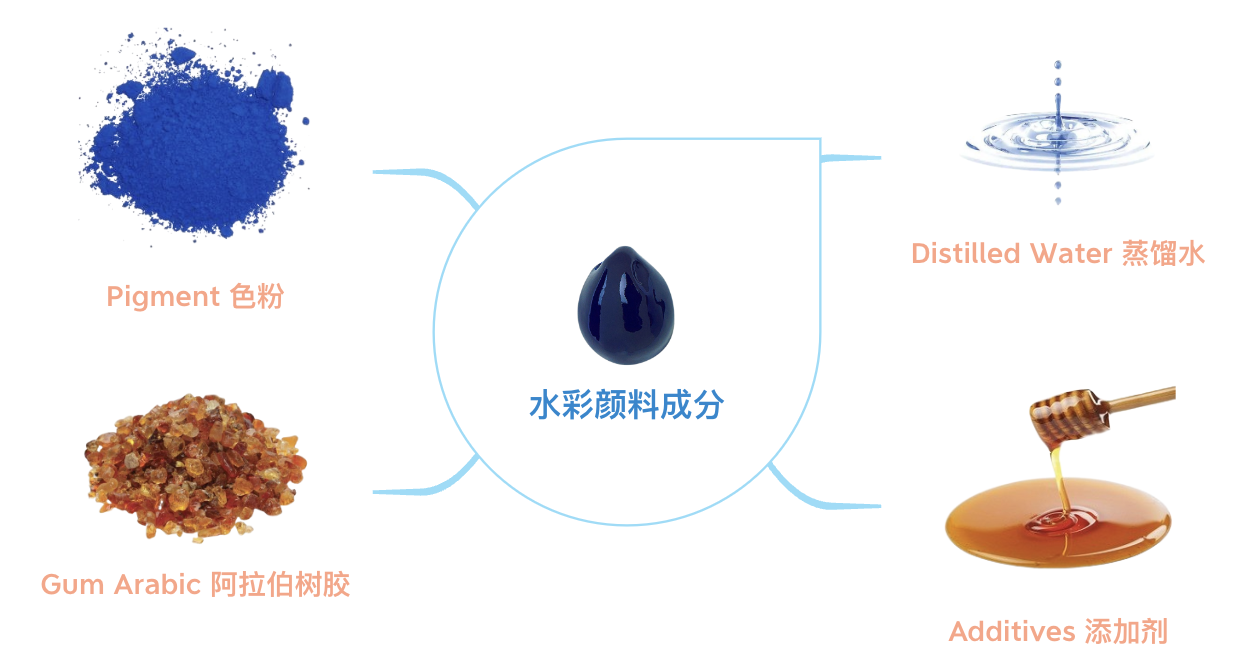 Pigment 色粉
Distilled Water 蒸馏水
水彩颜料成分
Gum Arabic 阿拉伯树胶
Additives 添加剂